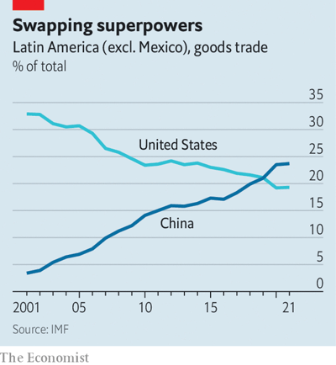 Swapping superpowers
Latin America (excl. Mexico), goods trade
% of total
35
30
United States
25
20
15
China
10
5
0
2001 05 10 15 21
Source: IMF
The Economist